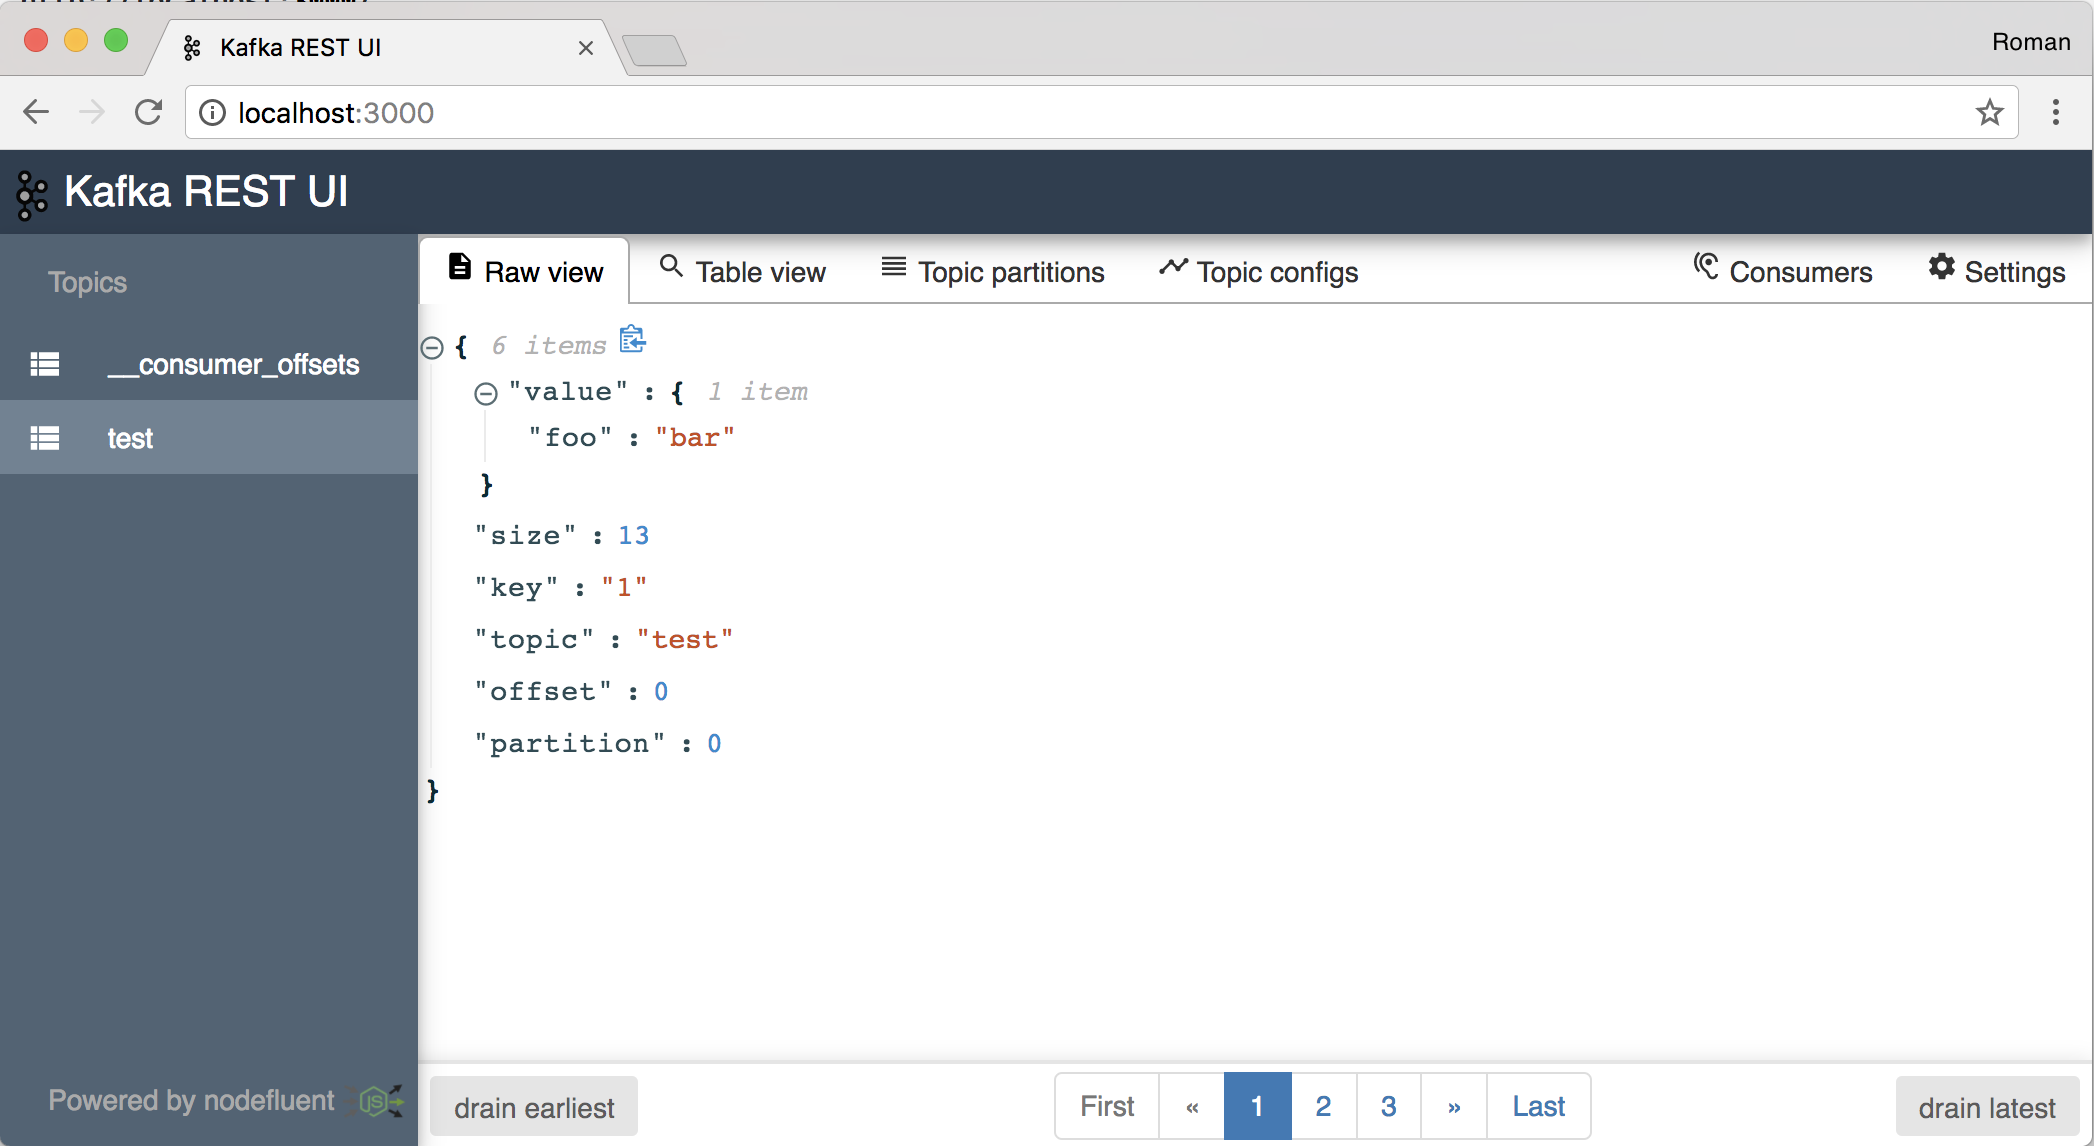 Kafka REST UI
Roman
localhost:3000
Kafka REST UI
Topics
__consumer_offsets
test
Powered by nodefluent
JS
Raw view
Table view
Topic partitions
Topic configs
Consumers
Settings
{ 6 items
"value" : { 1 item
"foo" : "bar"
}
"size" : 13
"key" : "1"
"topic" : "test"
"offset" : 0
"partition" : 0
}
drain earliest
First « 1 2 3 » Last
drain latest